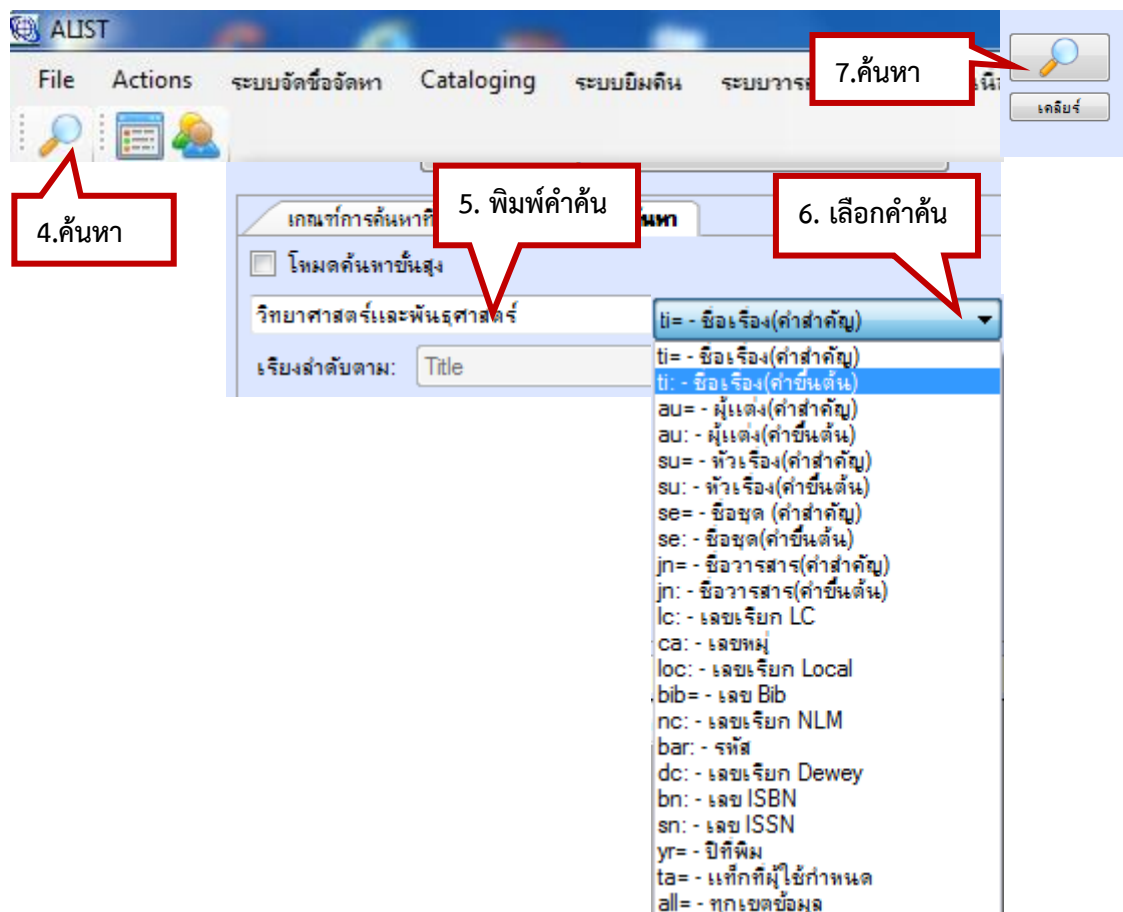 ALIST
File Actions ระบบจัดซื้อจัดหา Cataloging ระบบยืมคืน
7.ค้นหา
เคลียร์
4.ค้นหา
5. พิมพ์คำค้น
6. เลือกคำค้น
เกณฑ์การค้นหา
โหมดค้นหาขั้นสูง
วิทยาศาสตร์และพันธุศาสตร์
ti= - ชื่อเรื่อง(คำสำคัญ)
เรียงลำดับตาม: Title
ti= - ชื่อเรื่อง(คำสำคัญ)
ti: - ชื่อเรื่อง(คำขึ้นต้น)
au= - ผู้แต่ง(คำสำคัญ)
au: - ผู้แต่ง(คำขึ้นต้น)
su= - หัวเรื่อง(คำสำคัญ)
su: - หัวเรื่อง(คำขึ้นต้น)
se= - ชื่อชุด (คำสำคัญ)
se: - ชื่อชุด(คำขึ้นต้น)
jn= - ชื่อวารสาร(คำสำคัญ)
jn: - ชื่อวารสาร(คำขึ้นต้น)
lc: - เลขเรียก LC
ca: - เลขหมู่
loc: - เลขเรียก Local
bib= - เลข Bib
nc: - เลขเรียก NLM
bar: - รหัส
dc: - เลขเรียก Dewey
bn: - เลข ISBN
sn: - เลข ISSN
yr= - ปีที่พิม
ta= - แท็กที่ผู้ใช้กำหนด
all= - ทุกเขตข้อมูล